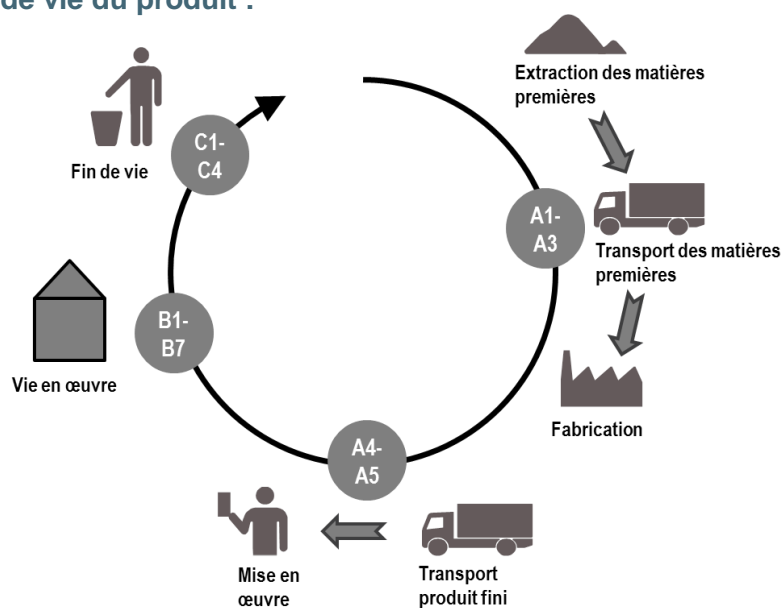 de vie du produit :
Extraction des matières
premières
A1-
A3
Transport des matières
premières
Fabrication
A4-
A5
Transport
produit fini
Mise en
œuvre
B1-
B7
Vie en œuvre
C1-
C4
Fin de vie